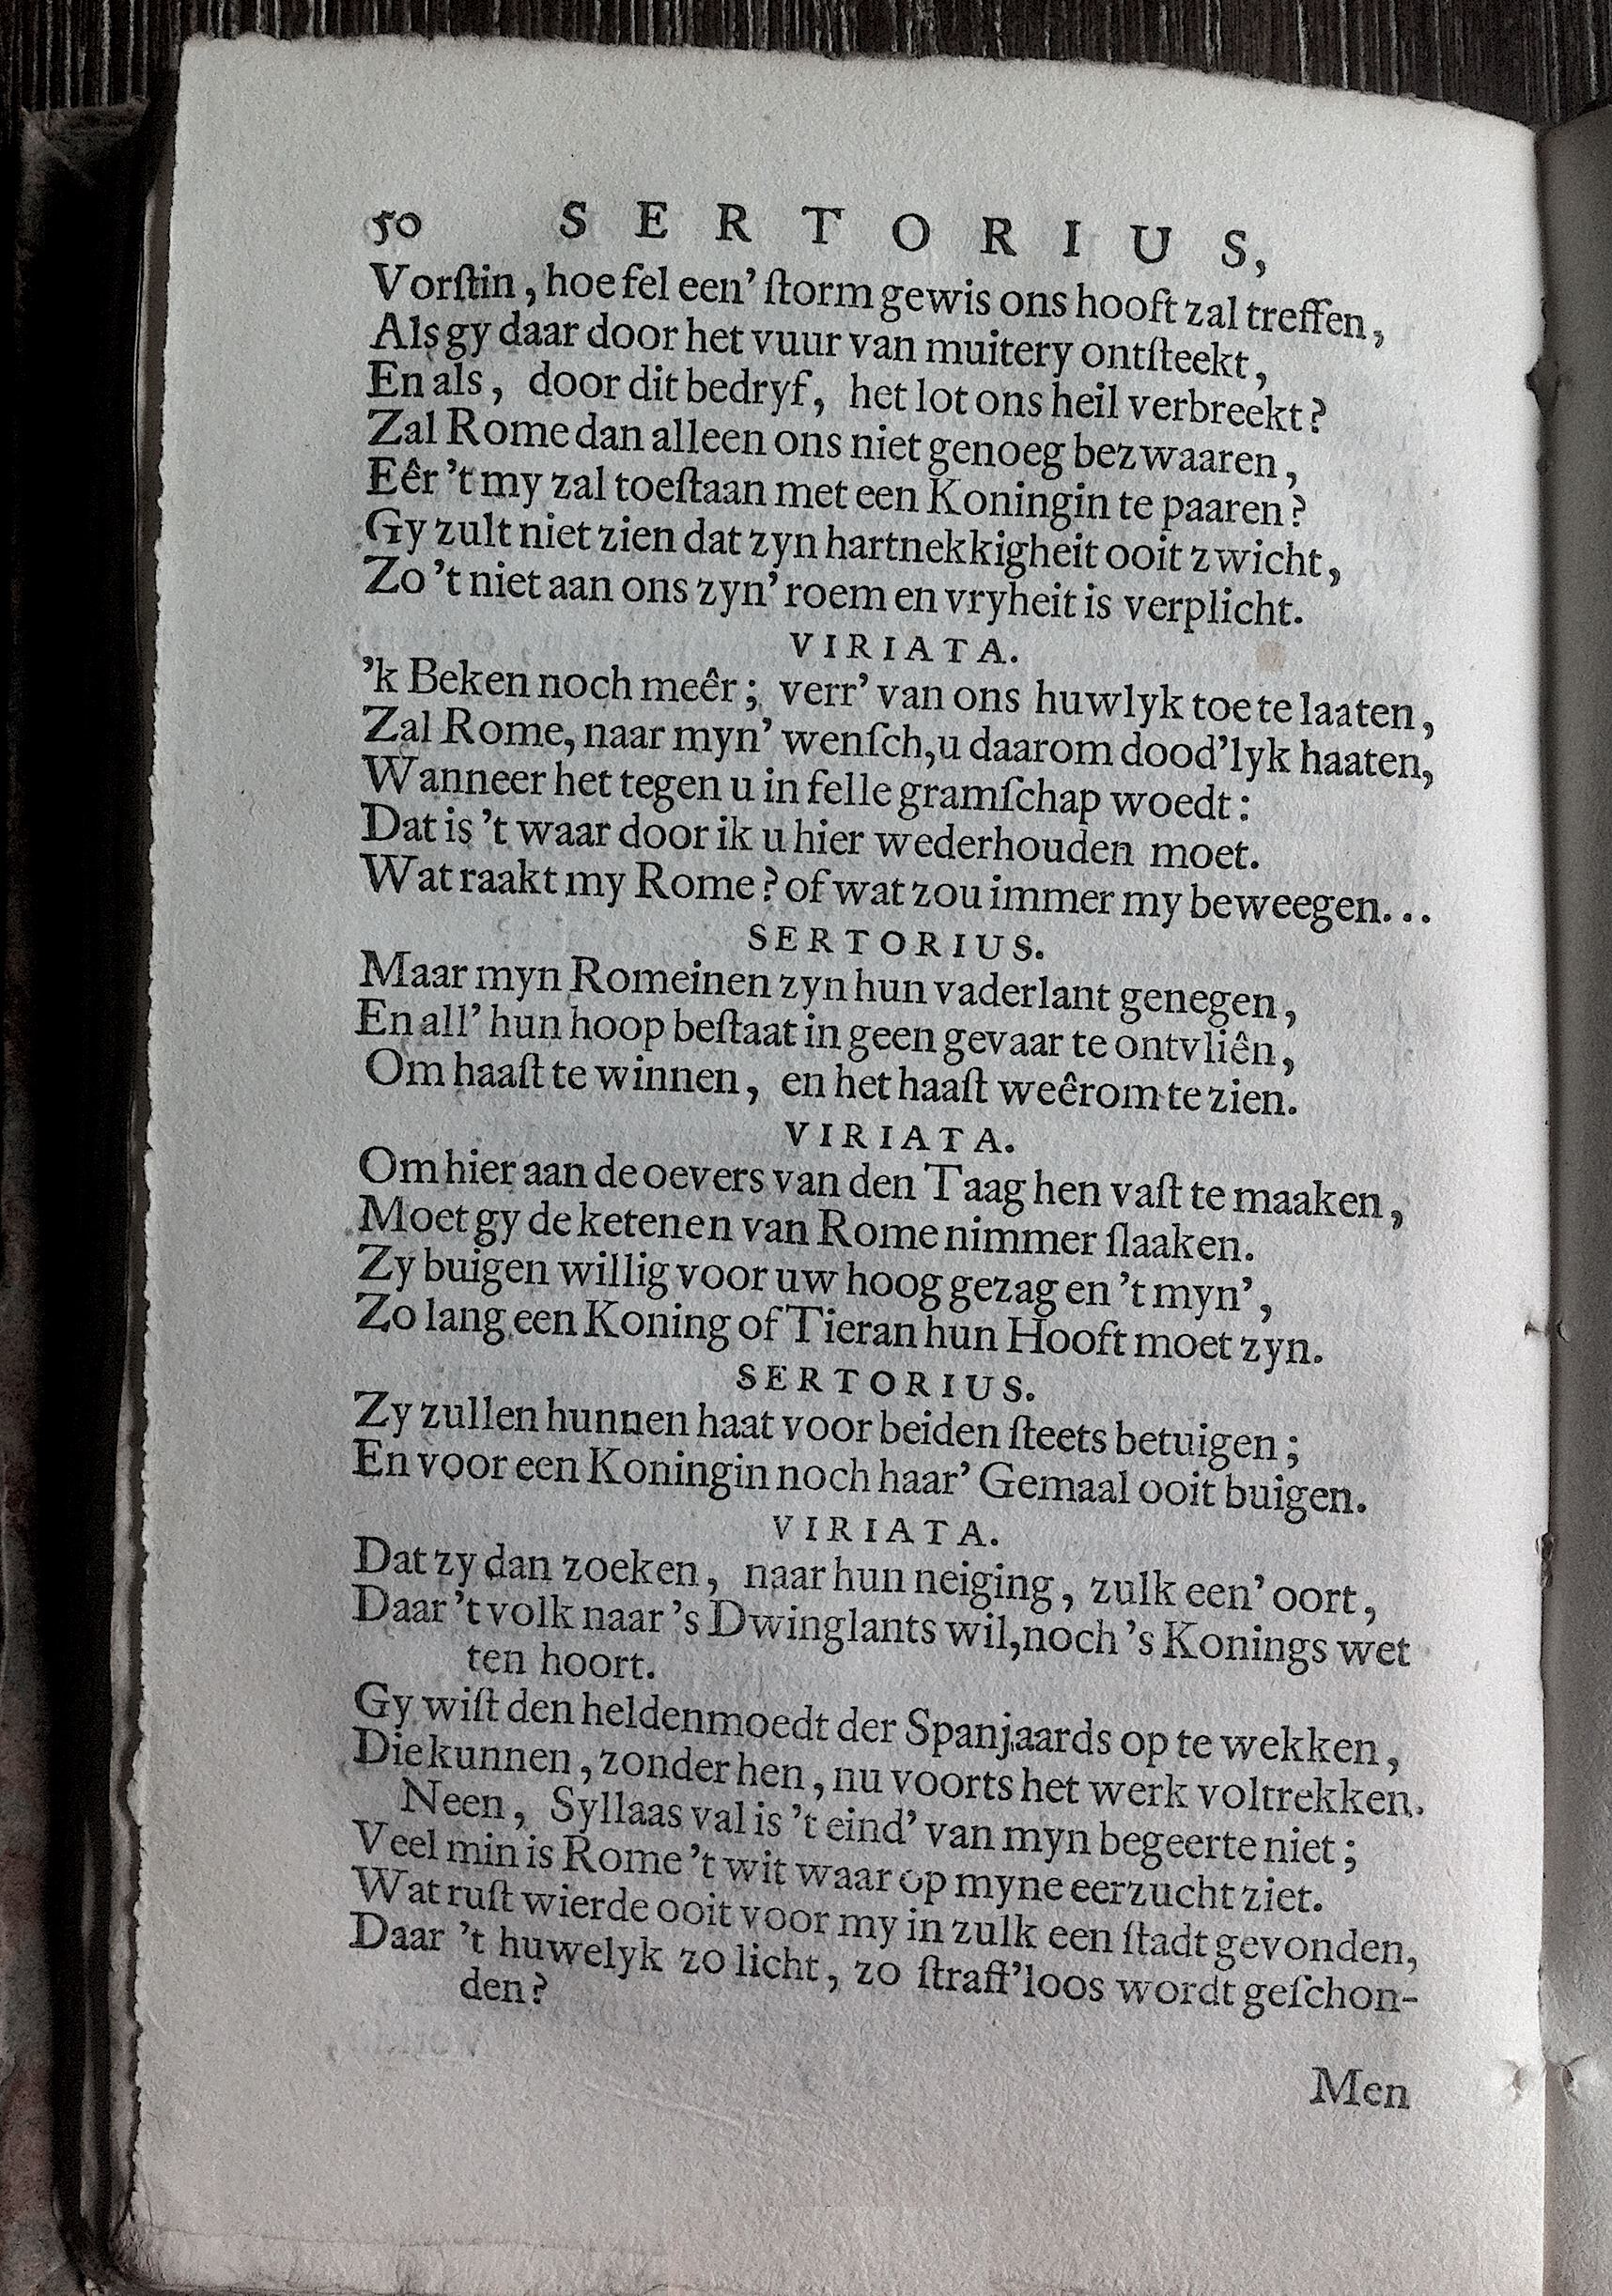 50 SERTORIUS,
Vorſtin, hoe fel een’ ſtorm gewis ons hooft zal treffen,
Als gy daar door het vuur van muitery ontſteekt,
En als, door dit bedryf, het lot ons heil verbreekt?
Zal Rome dan alleen ons niet genoeg bezwaaren,
Eêr ’t my zal toeſtaan met een Koningin te paaren?
Gy zult niet zien dat zyn hartnekkigheit ooit zwicht,
Zo ’t niet aan ons zyn’ roem en vryheit is verplicht.
VIRIATA.
’k Beken noch meêr; verr’ van ons huwlyk toe te laaten,
Zal Rome, naar myn’ wenſch, u daarom dood’lyk haaten,
Wanneer het tegen u in felle gramſchap woedt:
Dat is ’t waar door ik u hier wederhouden moet.
Wat raakt my Rome? of wat zou immer my beweegen...
SERTORIUS.
Maar myn Romeinen zyn hun vaderlant genegen,
En all’ hun hoop beſtaat in geen gevaar te ontvliên,
Om haaſt te winnen, en het haaſt weêrom te zien.
VIRIATA.
Om hier aan de oevers van den Taag hen vaſt te maaken,
Moet gy de ketenen van Rome nimmer ſlaaken.
Zy buigen willig voor uw hoog gezag en ’t myn’,
Zo lang een Koning of Tieran hun Hooft moet zyn.
SERTORIUS.
Zy zullen hunnen haat voor beiden ſteets betuigen;
En voor een Koningin noch haar’ Gemaal ooit buigen.
VIRIATA.
Dat zy dan zoeken, naar hun neiging, zulk een’ oort,
Daar ’t volk naar ’s Dwinglants wil, noch ’s Konings wet
ten hoort.
Gy wiſt den heldenmoedt der Spanjaards op te wekken,
Die kunnen, zonder hen, nu voorts het werk voltrekken.
Neen, Syllaas val is ’t eind’ van myn begeerte niet;
Veel min is Rome ’t wit waar op myne eerzucht ziet.
Wat ruſt wierde ooit voor my in zulk een ſtadt gevonden,
Daar ’t huwelyk zo licht, zo ſtraff’loos wordt geſchon-
den?
Men